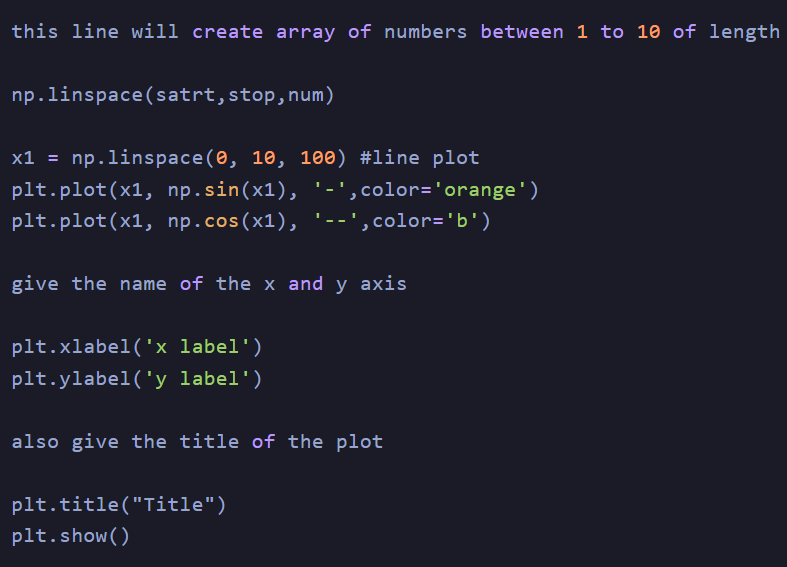 this line will create array of numbers between 1 to 10 of length
np.linspace(satrt,stop,num)
x1 = np.linspace(0, 10, 100) #line plot
plt.plot(x1, np.sin(x1), '-',color='orange')
plt.plot(x1, np.cos(x1), '--',color='b')
give the name of the x and y axis
plt.xlabel('x label')
plt.ylabel('y label')
also give the title of the plot
plt.title("Title")
plt.show()